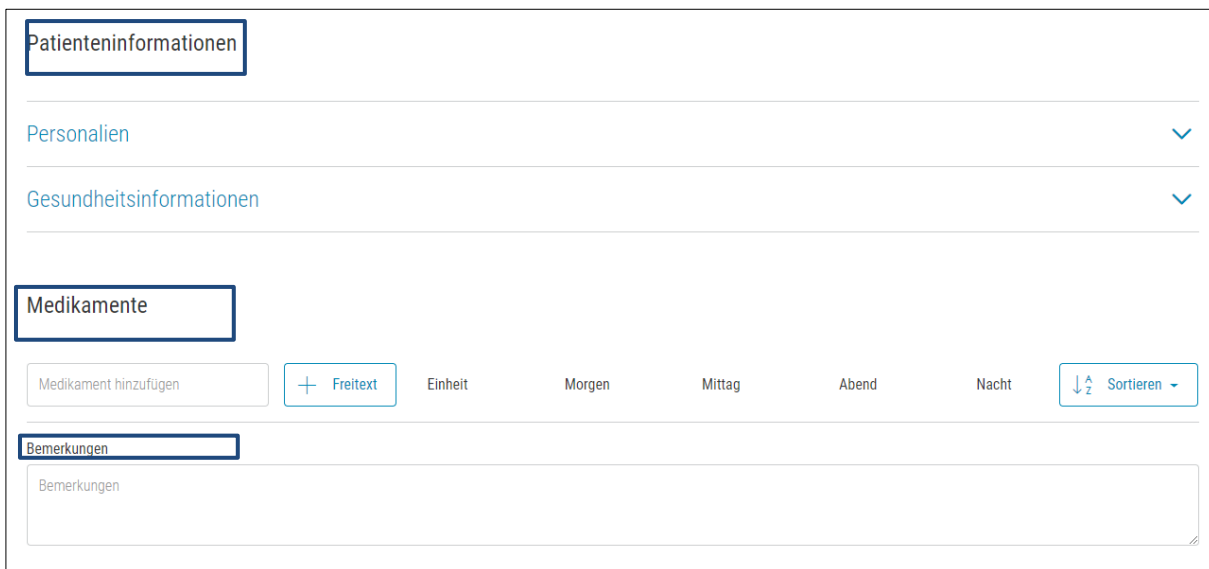 Patienteninformationen
Personalien
Gesundheitsinformationen
Medikamente
Medikament hinzufügen Freitext Einheit Morgen Mittag Abend Nacht A Z Sortieren
Bemerkungen
Bemerkungen